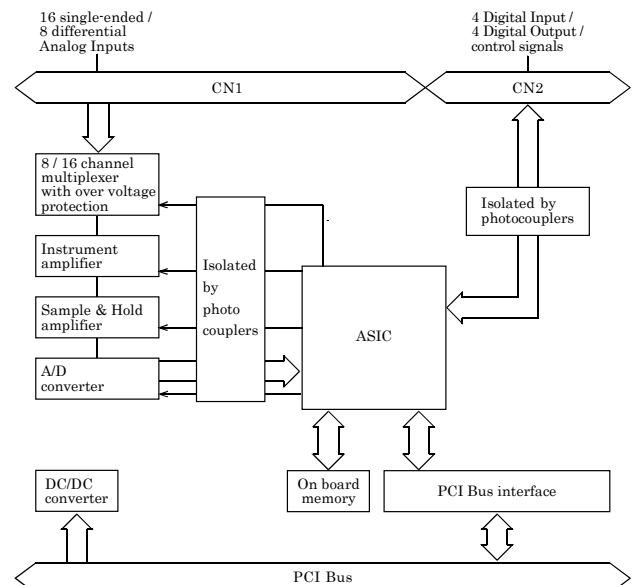 16 single-ended /
8 differential
Analog Inputs
4 Digital Input /
4 Digital Output /
control signals
CN1
CN2
8 / 16 channel
multiplexer
with over voltage
protection
Isolated by
photocouplers
Instrument
amplifier
Isolated
by
photo
couplers
Sample & Hold
amplifier
ASIC
A/D
converter
DC/DC
converter
On board
memory
PCI Bus interface
PCI Bus